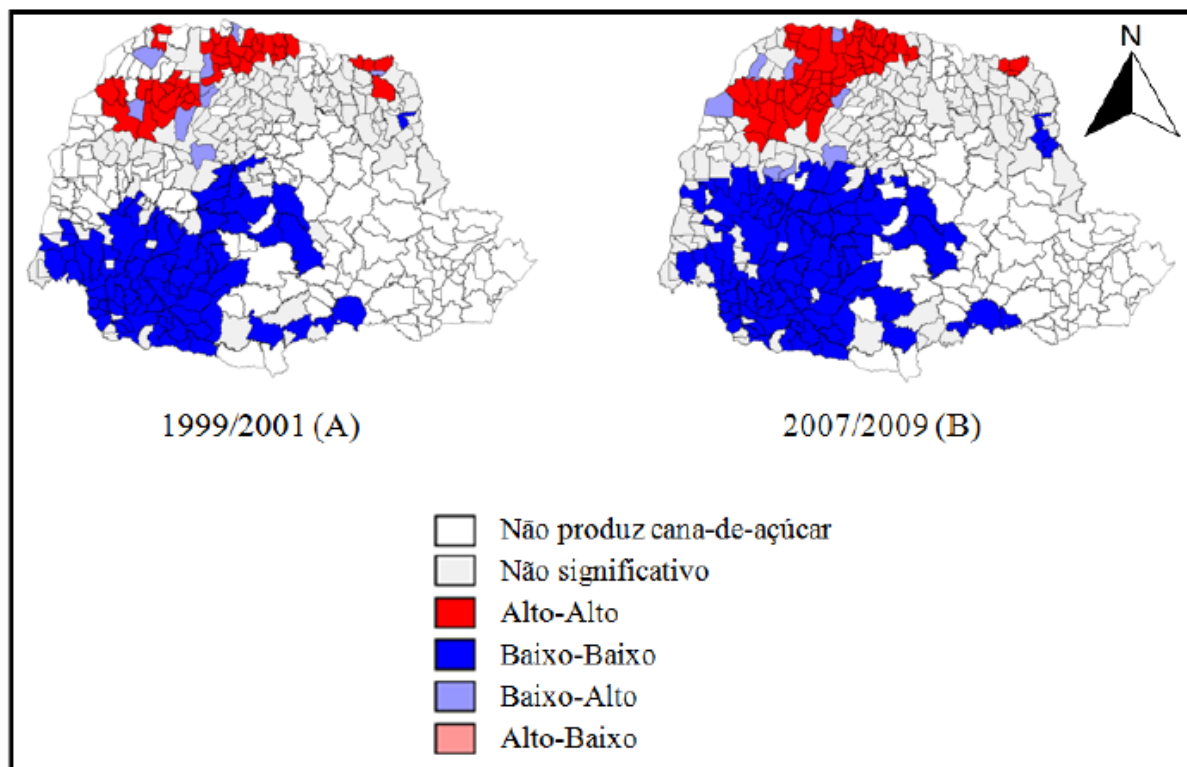 N
1999/2001 (A)
2007/2009 (B)
Não produz cana-de-açúcar
Não significativo
Alto-Alto
Baixo-Baixo
Baixo-Alto
Alto-Baixo